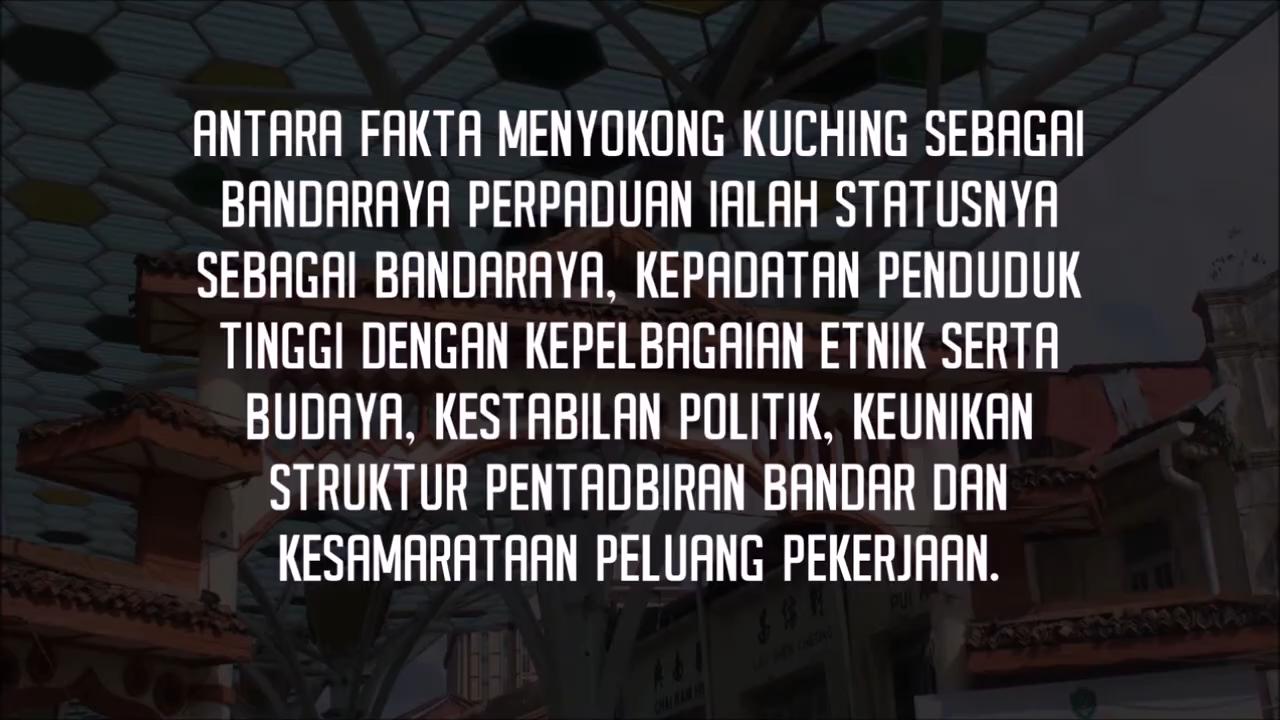 ANTARA FAKTA MENYOKONG KUCHING SEBAGAI
BANDARAYA PERPADUAN IALAH STATUSNYA
SEBAGAI BANDARAYA, KEPADATAN PENDUDUK
TINGGI DENGAN KEPELBAGAIAN ETNIK SERTA
BUDAYA, KESTABILAN POLITIK, KEUNIKAN
STRUKTUR PENTADBIRAN BANDAR DAN
KESAMARATAAN PELUANG PEKERJAAN.
PUI